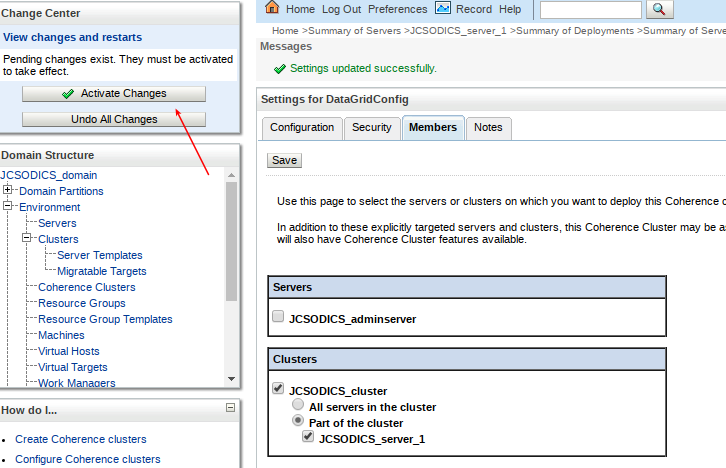 Change Center
View changes and restarts
Pending changes exist. They must be activated
to take effect.
Activate Changes
Undo All Changes
Domain Structure
JCSODICS_domain
Domain Partitions
Environment
Servers
Clusters
Server Templates
Migratable Targets
Coherence Clusters
Resource Groups
Resource Group Templates
Machines
Virtual Hosts
Virtual Targets
Work Managers
How do I...
Create Coherence clusters
Configure Coherence clusters
Home Log Out Preferences Record Help
Home >Summary of Servers >JCSODICS_server_1 >Summary of Deployments >Summary of Serve
Messages
Settings updated successfully.
Settings for DataGridConfig
Configuration Security Members Notes
Save
Use this page to select the servers or clusters on which you want to deploy this Coherence c
In addition to these explicitly targeted servers and clusters, this Coherence Cluster may be a
will also have Coherence Cluster features available.
Servers
JCSODICS_adminserver
Clusters
JCSODICS_cluster
All servers in the cluster
Part of the cluster
JCSODICS_server_1